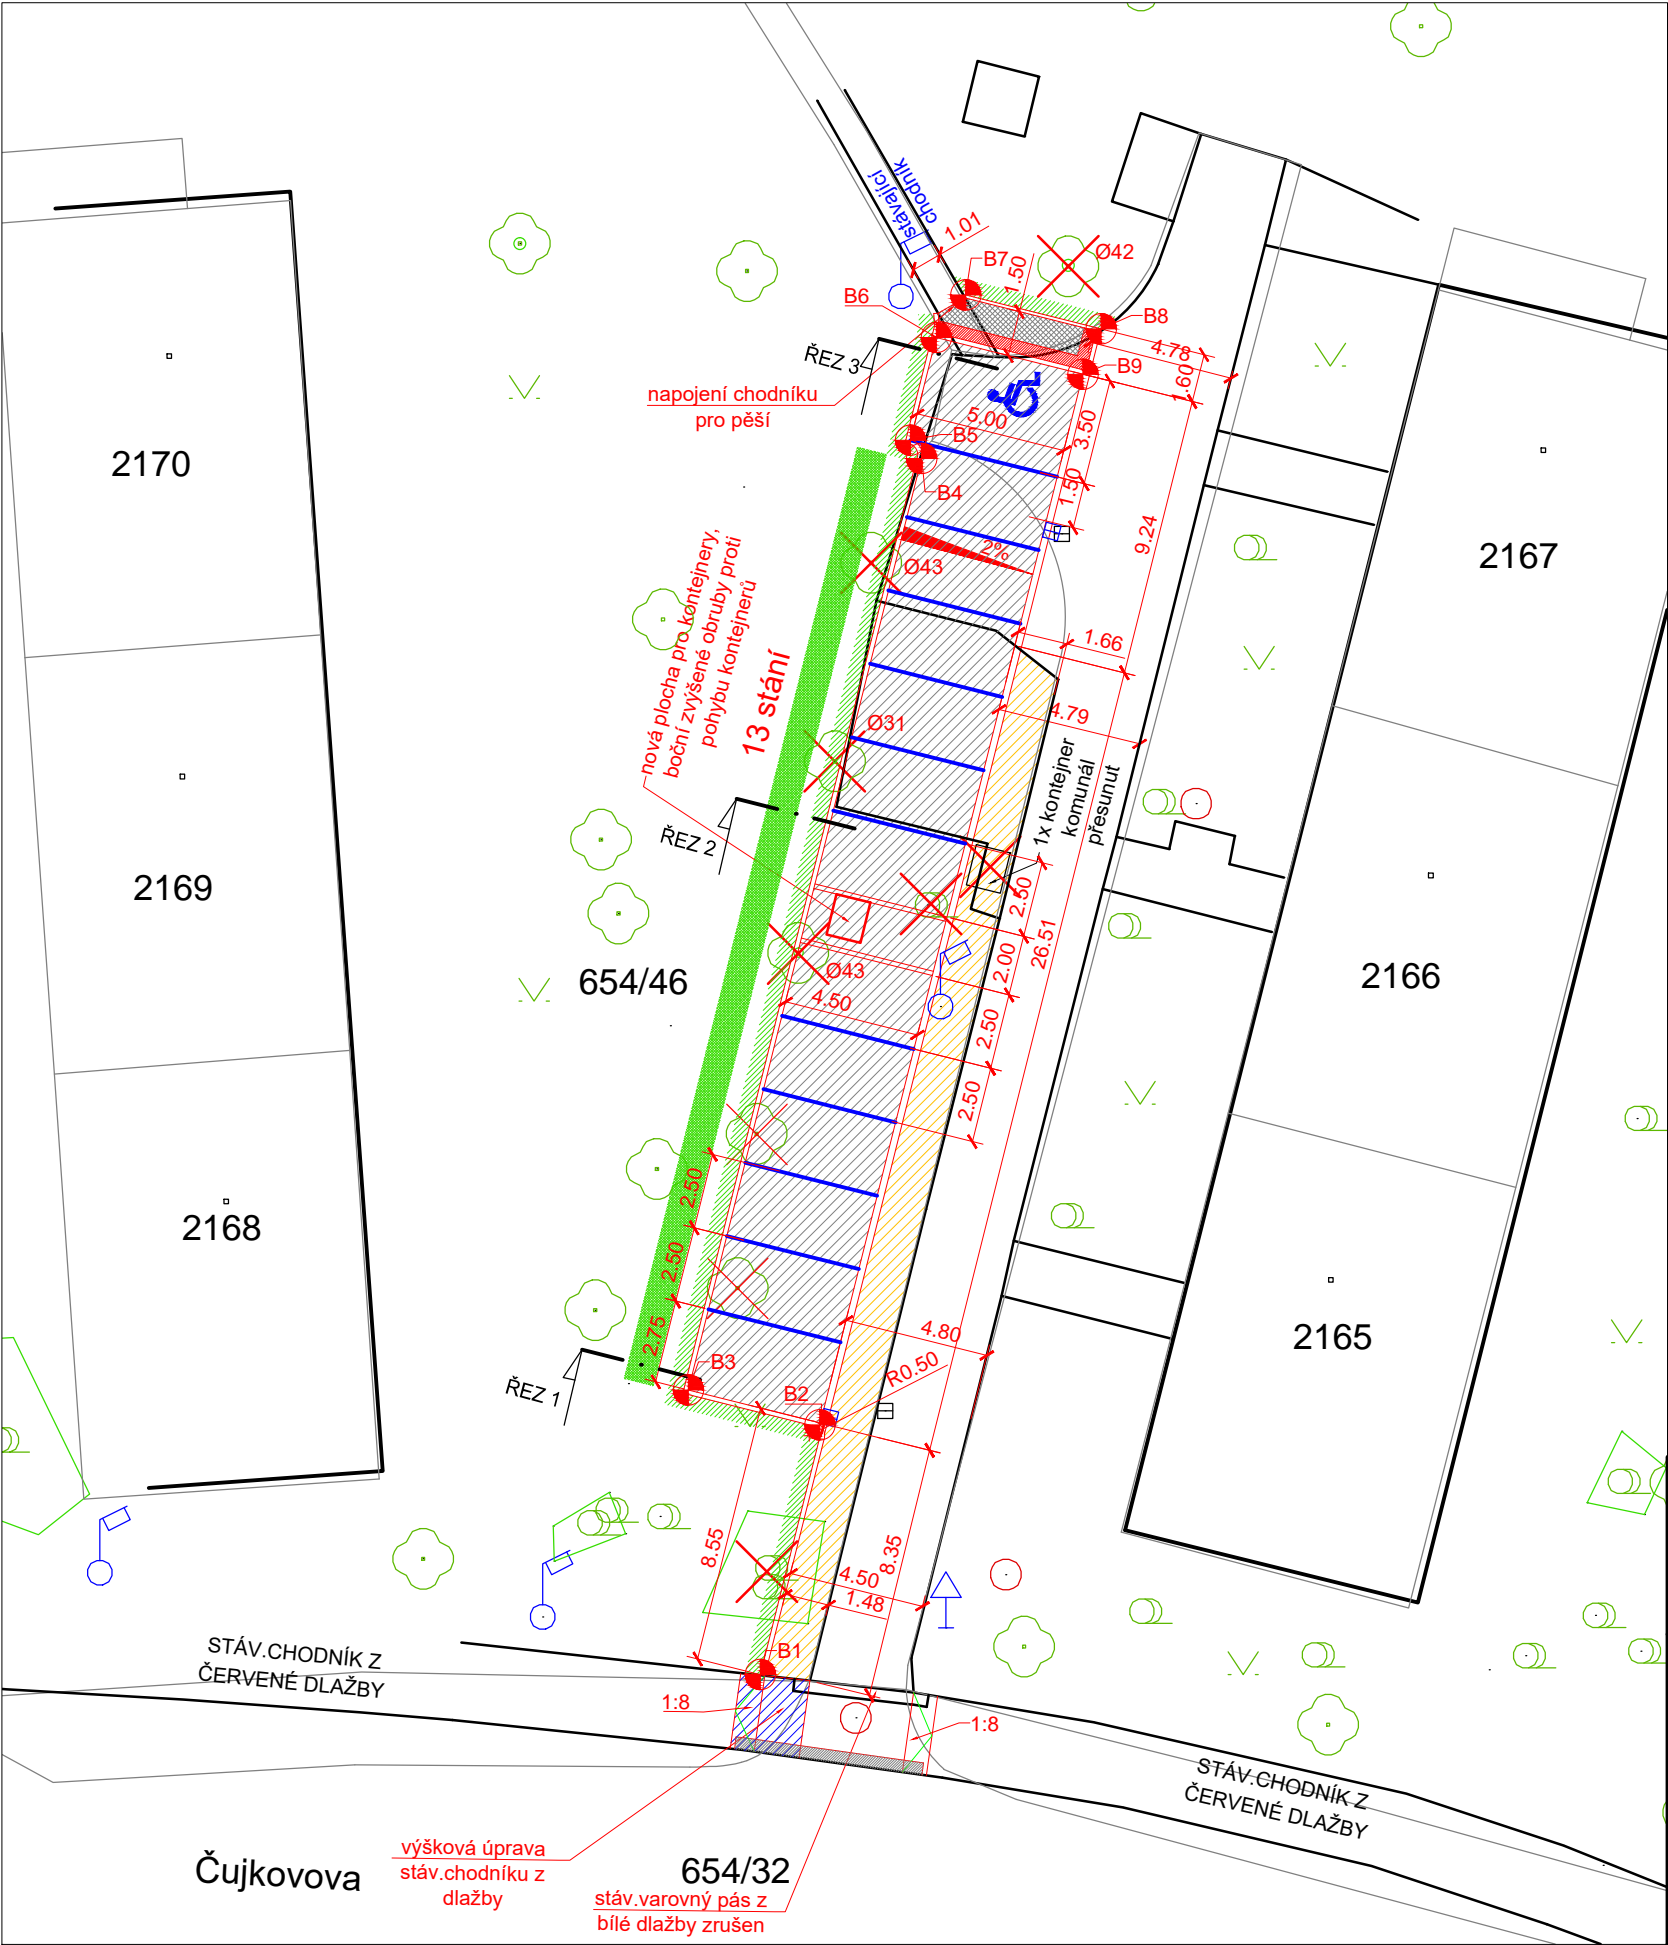 stávající
chodník
1.01
B7
1.50
Ø42
B6
B8
ŘEZ 3
4.78
B9
1.60
napojení chodníku
pro pěší
5.00
3.50
B5
2170
B4
1.50
9.24
2%
2167
Ø43
nová plocha pro kontejnery,
boční zvýšené obruby proti
pohybu kontejnerů
13 stání
1.66
Ø31
4.79
1x kontejner
komunál
přesunut
ŘEZ 2
2169
2.50
26.51
2.00
654/46
Ø43
4.50
2166
2.50
2.50
2.50
2168
2.50
2.75
4.80
2165
B3
R0.50
ŘEZ 1
B2
8.55
8.35
4.50
1.48
STÁV.CHODNÍK Z
ČERVENÉ DLAŽBY
B1
1:8
1:8
STÁV.CHODNÍK Z
ČERVENÉ DLAŽBY
výšková úprava
stáv.chodníku z
dlažby
Čujkovova
654/32
stáv.varovný pás z
bílé dlažby zrušen